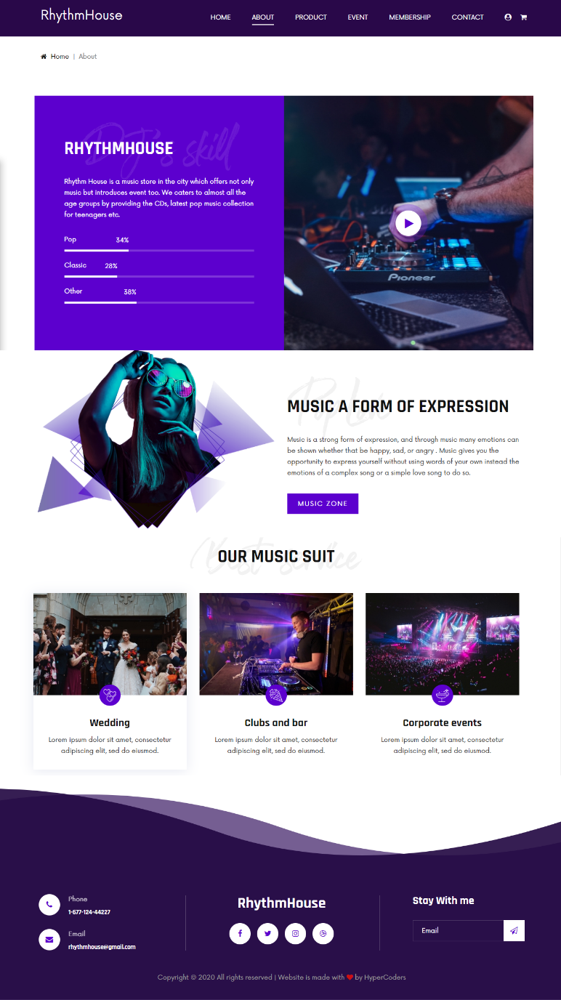 RhythmHouse
HOME ABOUT PRODUCT EVENT MEMBERSHIP CONTACT
Home | About
DJ's skill
RHYTHMHOUSE
Rhythm House is a music store in the city which offers not only
music but introduces event too. We caters to almost all the
age groups by providing the CDs, latest pop music collection
for teenagers etc.
Pop 34%
Classic 28%
Other 38%
Pioneer
MUSIC A FORM OF EXPRESSION
Music is a strong form of expression, and through music many emotions can
be shown whether that be happy, sad, or angry . Music gives you the
opportunity to express yourself without using words of your own instead the
emotions of a complex song or a simple love song to do so.
MUSIC ZONE
Best service
OUR MUSIC SUIT
Wedding
Lorem ipsum dolor sit amet, consectetur
adipiscing elit, sed do eiusmod.
Clubs and bar
Lorem ipsum dolor sit amet, consectetur
adipiscing elit, sed do eiusmod.
Corporate events
Lorem ipsum dolor sit amet, consectetur
adipiscing elit, sed do eiusmod.
Phone
1-677-124-44227
Email
rhythmhouse@gmail.com
RhythmHouse
Stay With me
Email
Copyright © 2020 All rights reserved | Website is made with ❤ by HyperCoders